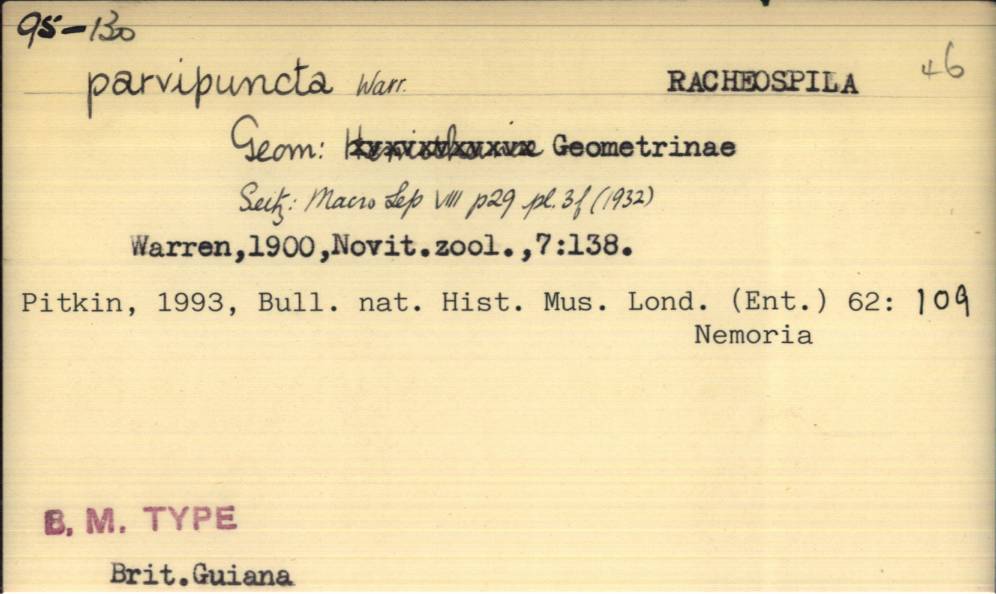 95-130
parvipuncta Warr. RACHEOSPILA 46
Geom: Geometrinae
Seitz: Macro Lep VIII p29 pl. 3f (1932)
Warren,1900,Novit.zool.,7:138.
Pitkin, 1993, Bull. nat. Hist. Mus. Lond. (Ent.) 62: 109
Nemoria
B. M. TYPE
Brit.Guiana